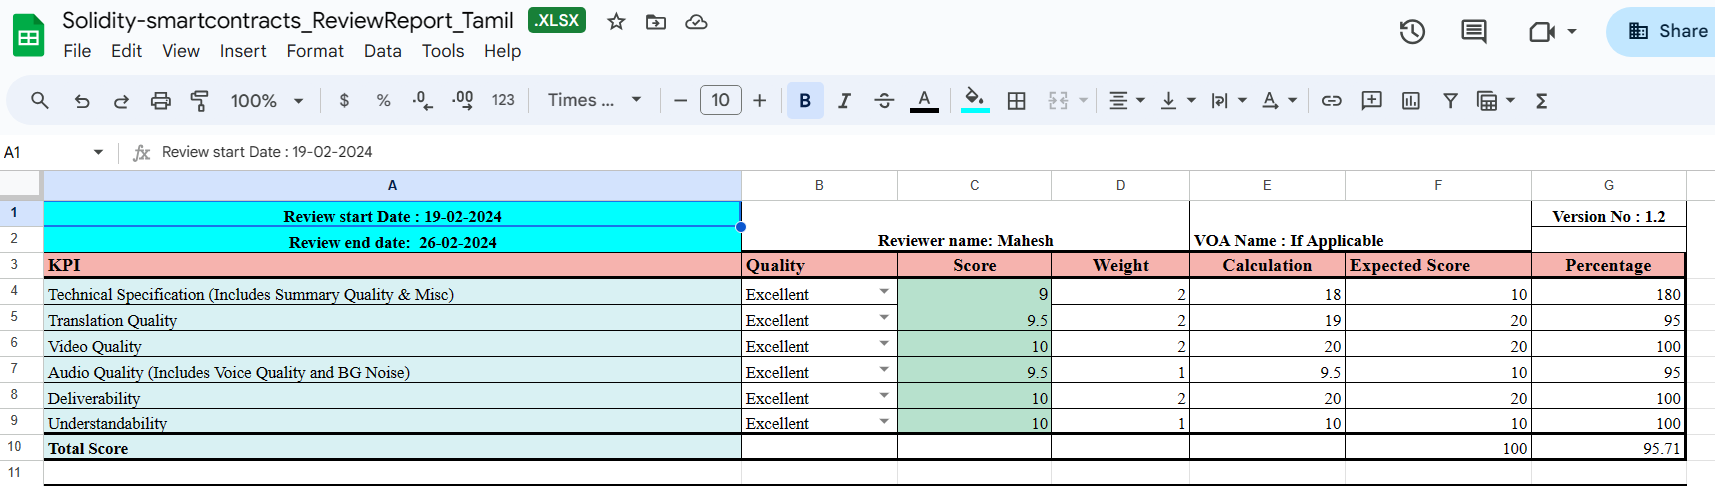 Solidity-smartcontracts_ReviewReport_Tamil .XLSX
File Edit View Insert Format Data Tools Help
Share
100% $ % .0 .00 123 Times ... 10 B I A
A1 fx Review start Date : 19-02-2024
A B C D E F G
1 Review start Date : 19-02-2024 Version No : 1.2
2 Review end date: 26-02-2024 Reviewer name: Mahesh VOA Name : If Applicable
3 KPI Quality Score Weight Calculation Expected Score Percentage
4 Technical Specification (Includes Summary Quality & Misc) Excellent 9 2 18 10 180
5 Translation Quality Excellent 9.5 2 19 20 95
6 Video Quality Excellent 10 2 20 20 100
7 Audio Quality (Includes Voice Quality and BG Noise) Excellent 9.5 1 9.5 10 95
8 Deliverability Excellent 10 2 20 20 100
9 Understandability Excellent 10 1 10 10 100
10 Total Score 100 95.71
11